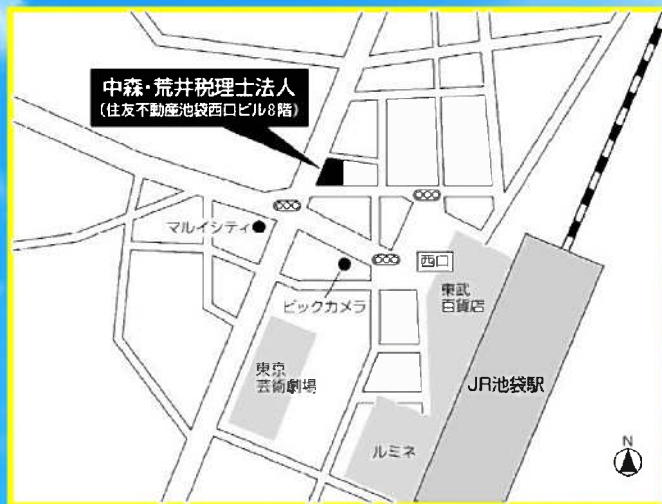 中森・荒井税理士法人
(住友不動産池袋西口ビル8階)
マルイシティ
西口
ビックカメラ
東武
百貨店
東京
芸術劇場
JR池袋駅
ルミネ
N